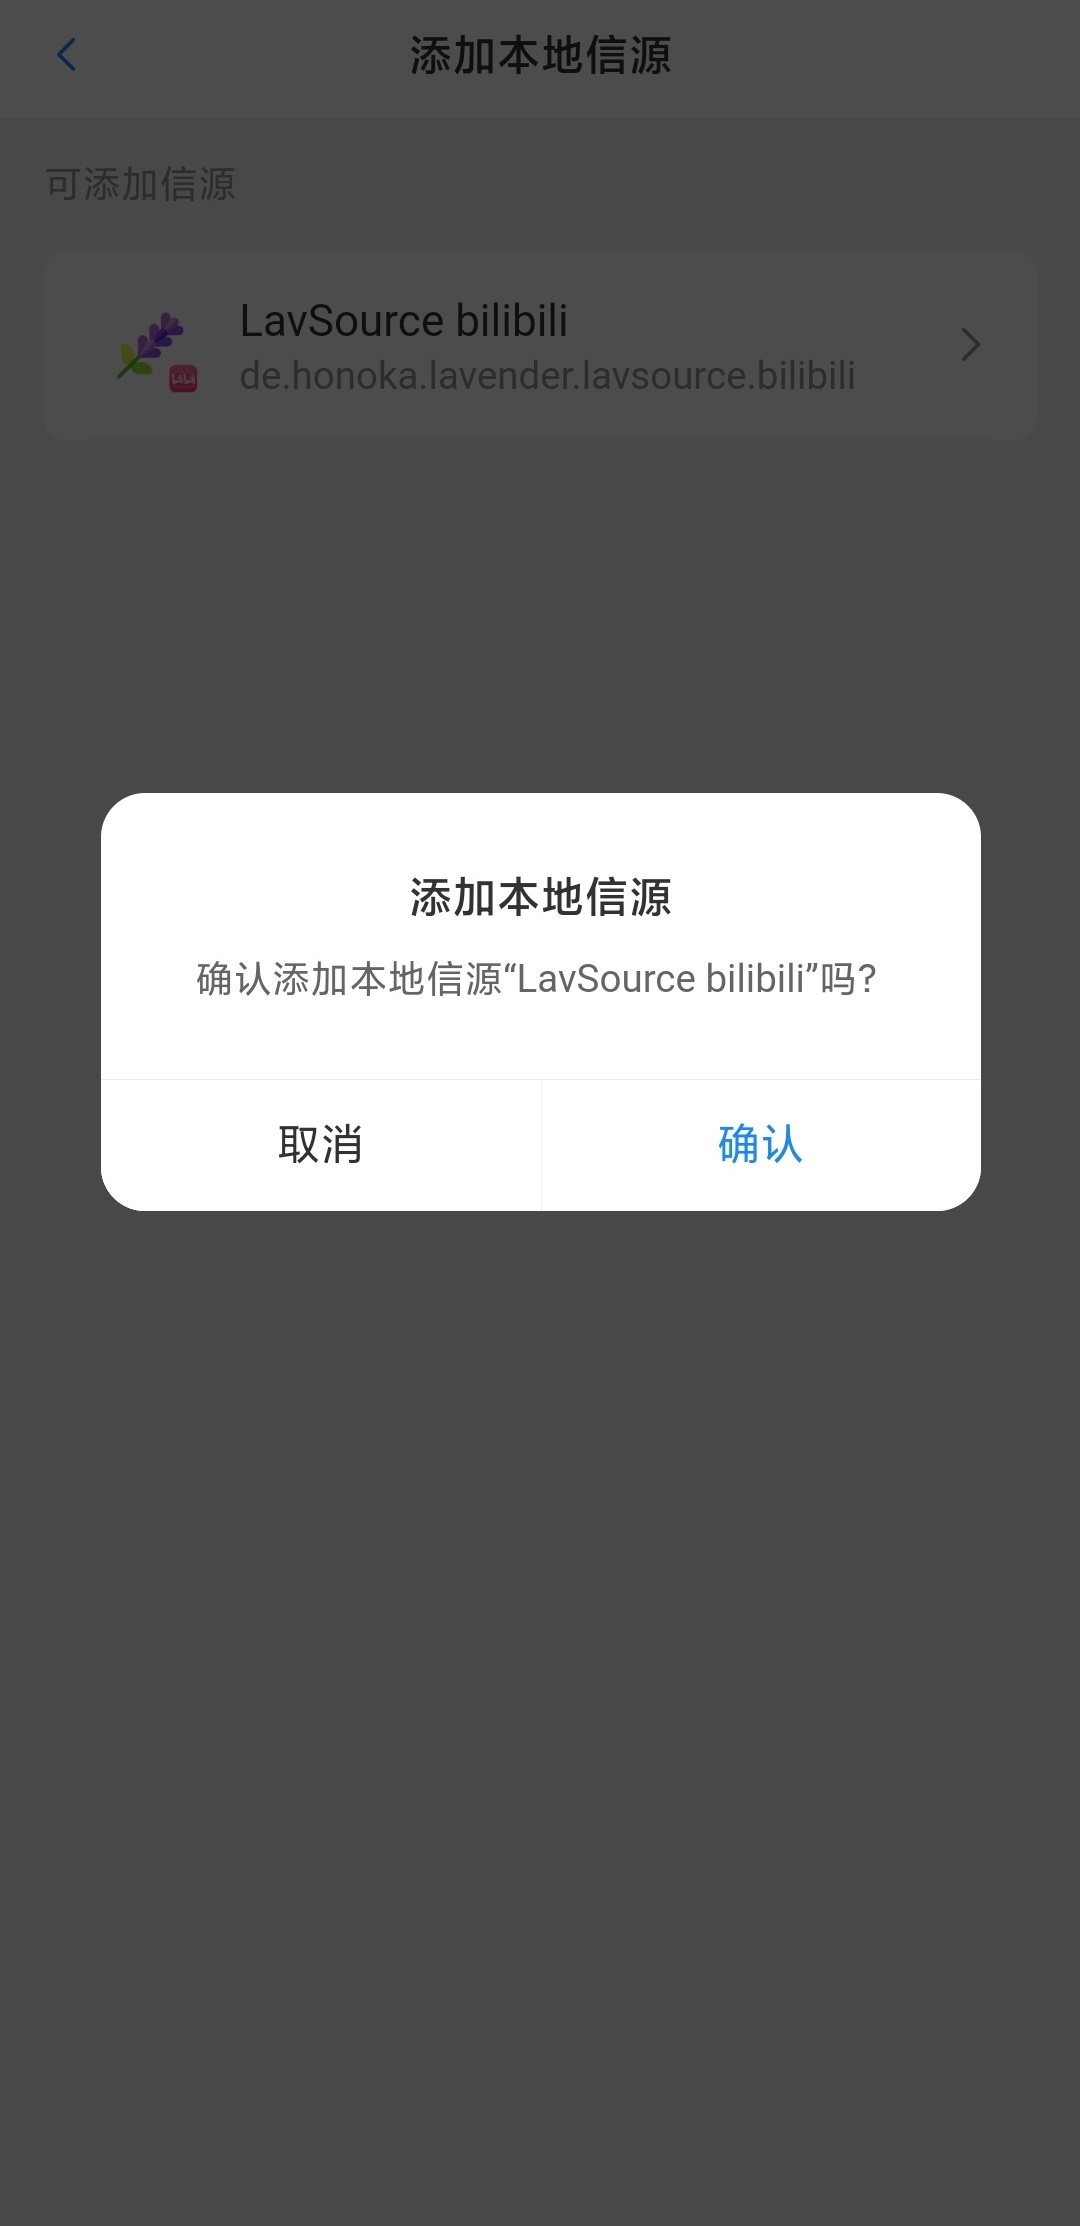 添加本地信源
可添加信源
LavSource bilibili
de.honoka.lavender.lavsource.bilibili
bilibili
添加本地信源
确认添加本地信源“LavSource bilibili”吗?
取消
确认